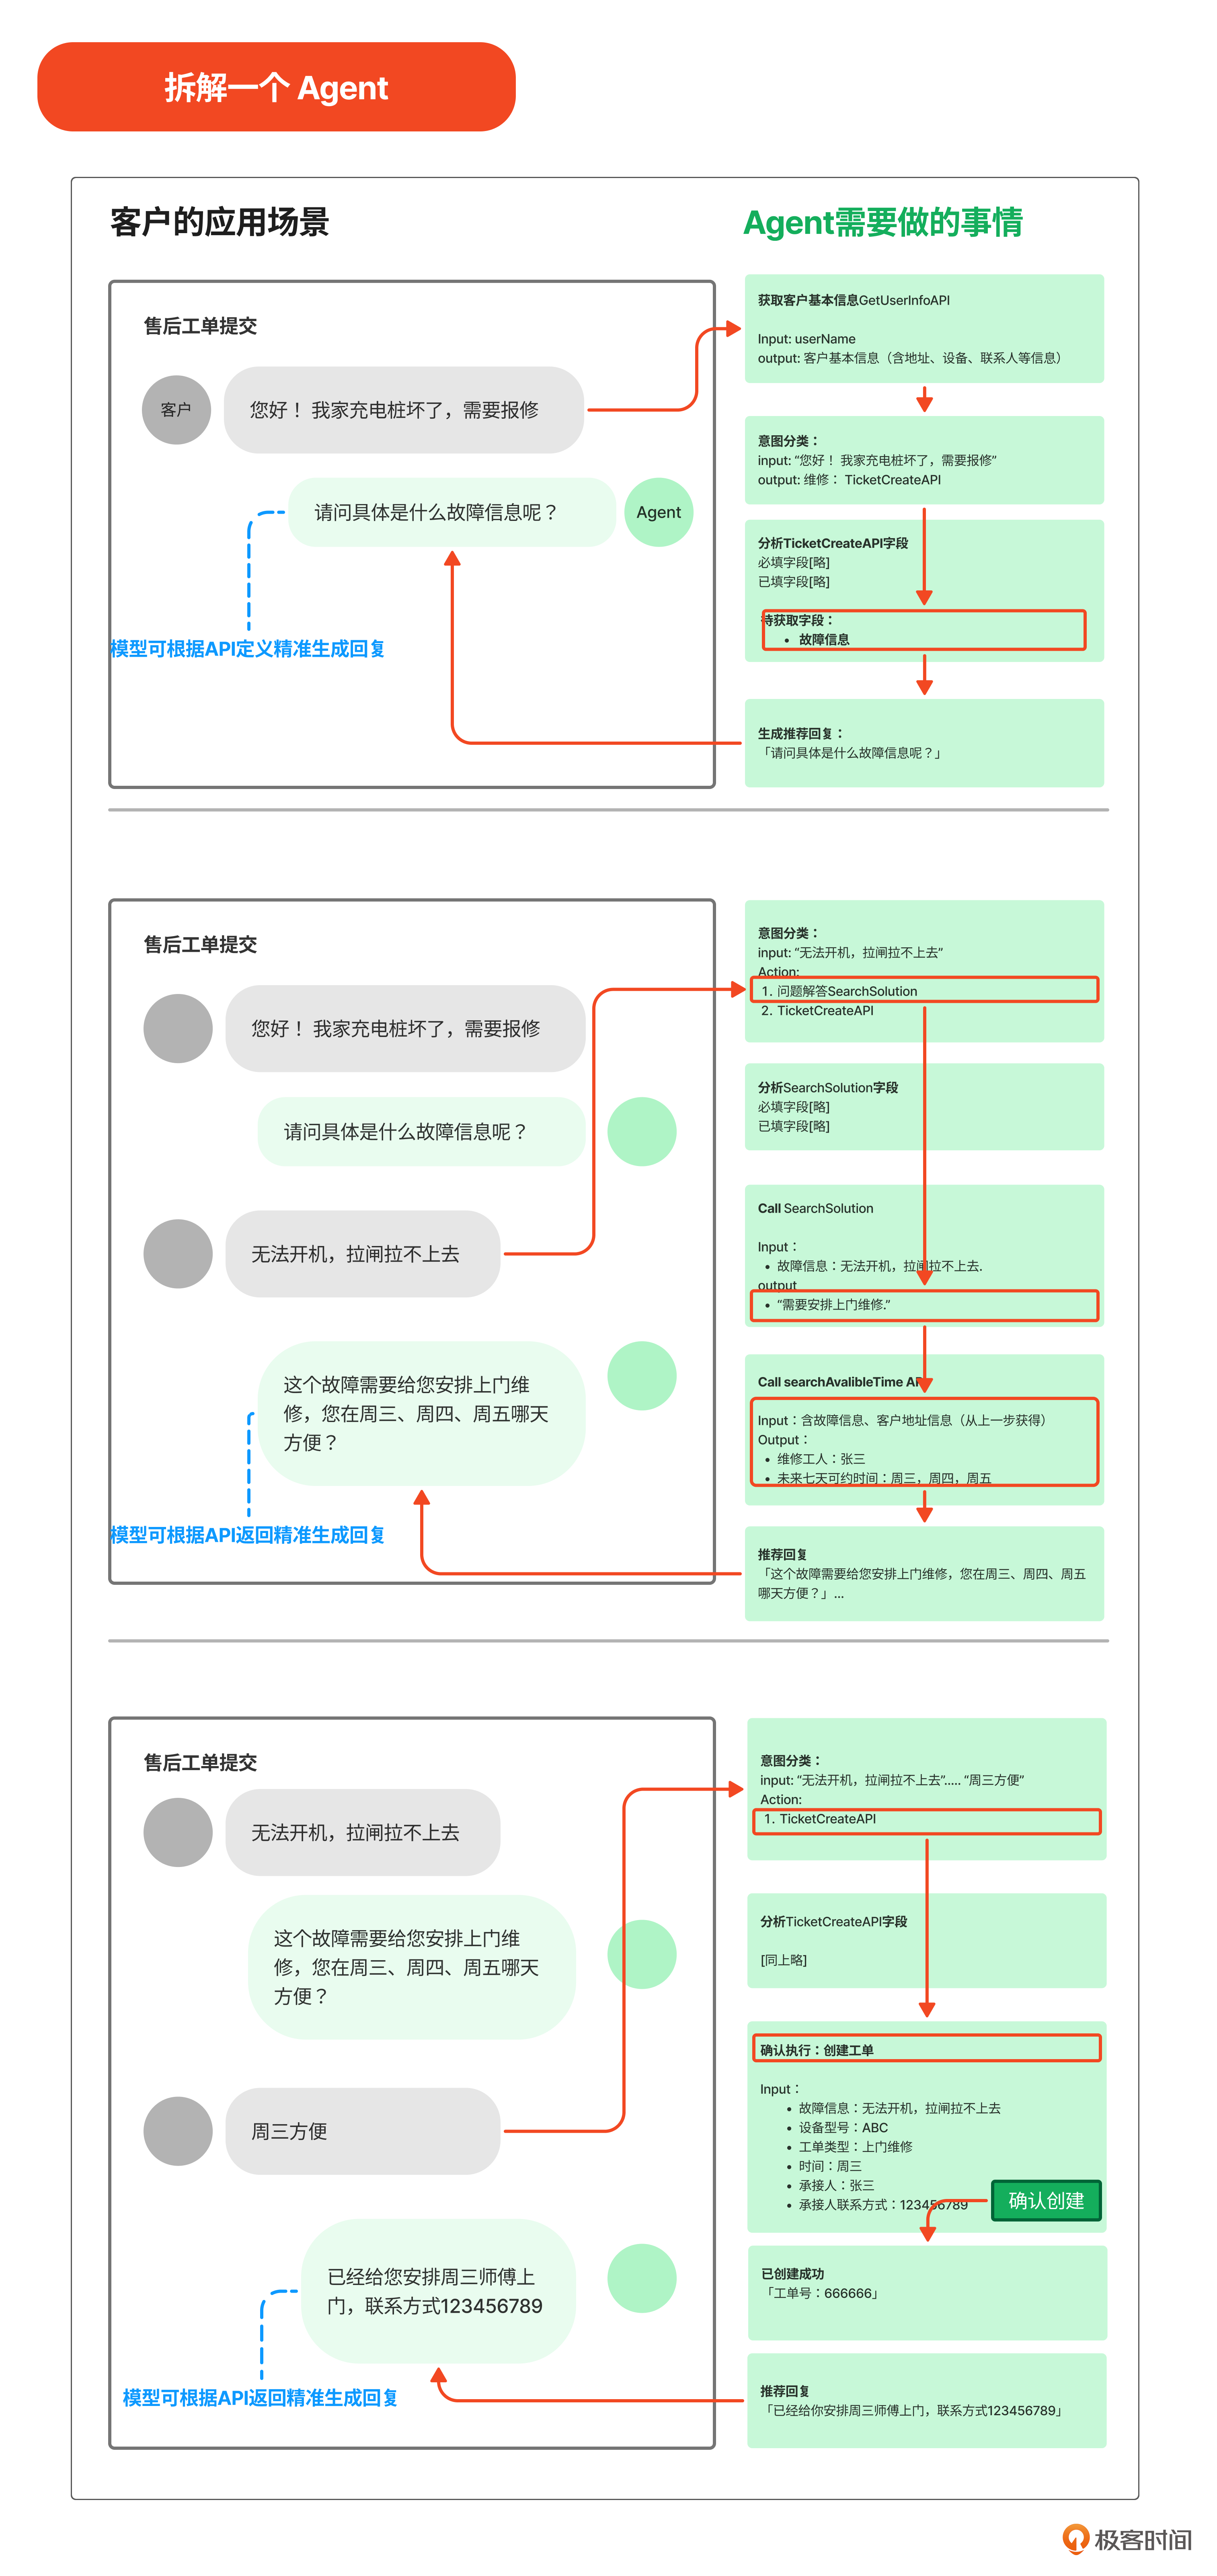 拆解一个 Agent
客户的应用场景
Agent需要做的事情
售后工单提交
客户
您好！我家充电桩坏了，需要报修
请问具体是什么故障信息呢？
Agent
模型可根据API定义精准生成回复
获取客户基本信息GetUserInfoAPI
Input: userName
output: 客户基本信息（含地址、设备、联系人等信息）
意图分类：
input: “您好！我家充电桩坏了，需要报修”
output: 维修： TicketCreateAPI
分析TicketCreateAPI字段
必填字段[略]
已填字段[略]
待获取字段：
• 故障信息
生成推荐回复：
「请问具体是什么故障信息呢？」
售后工单提交
您好！我家充电桩坏了，需要报修
请问具体是什么故障信息呢？
无法开机，拉闸拉不上去
这个故障需要给您安排上门维
修，您在周三、周四、周五哪天
方便？
模型可根据API返回精准生成回复
意图分类：
input: “无法开机，拉闸拉不上去”
Action:
1. 问题解答SearchSolution
2. TicketCreateAPI
分析SearchSolution字段
必填字段[略]
已填字段[略]
Call SearchSolution
Input：
• 故障信息：无法开机，拉闸拉不上去.
output
• “需要安排上门维修.”
Call searchAvalibleTime API
Input：含故障信息、客户地址信息（从上一步获得）
Output：
• 维修工人：张三
• 未来七天可约时间：周三，周四，周五
推荐回复
「这个故障需要给您安排上门维修，您在周三、周四、周五
哪天方便？」...
售后工单提交
无法开机，拉闸拉不上去
这个故障需要给您安排上门维
修，您在周三、周四、周五哪天
方便？
周三方便
已经给您安排周三师傅上
门，联系方式123456789
模型可根据API返回精准生成回复
意图分类：
input: “无法开机，拉闸拉不上去”..... “周三方便”
Action:
1. TicketCreateAPI
分析TicketCreateAPI字段
[同上略]
确认执行：创建工单
Input：
• 故障信息：无法开机，拉闸拉不上去
• 设备型号：ABC
• 工单类型：上门维修
• 时间：周三
• 承接人：张三
• 承接人联系方式：123456789
确认创建
已创建成功
「工单号：666666」
推荐回复
「已经给你安排周三师傅上门，联系方式123456789」
极客时间